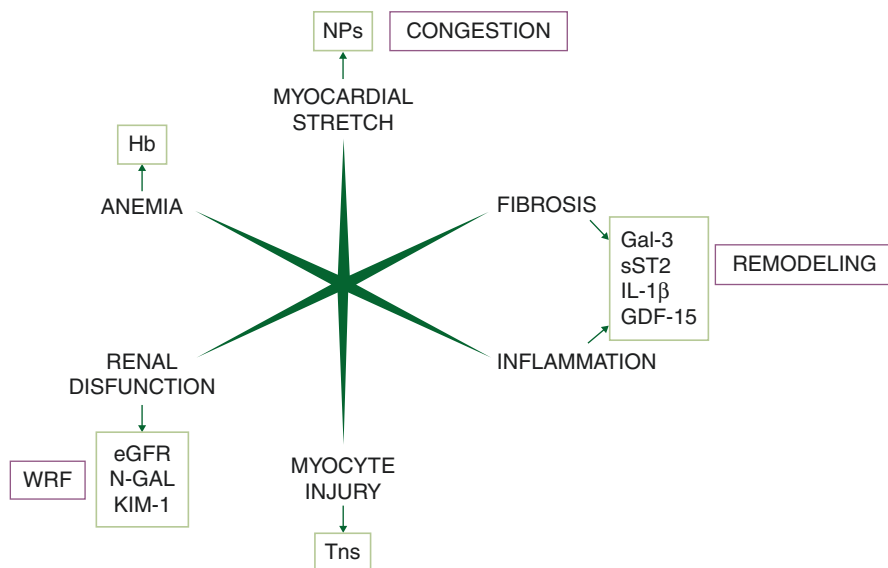 NPs
CONGESTION
MYOCARDIAL
STRETCH
Hb
ANEMIA
FIBROSIS
Gal-3
sST2
IL-1β
GDF-15
REMODELING
INFLAMMATION
RENAL
DISFUNCTION
eGFR
N-GAL
KIM-1
WRF
MYOCYTE
INJURY
Tns